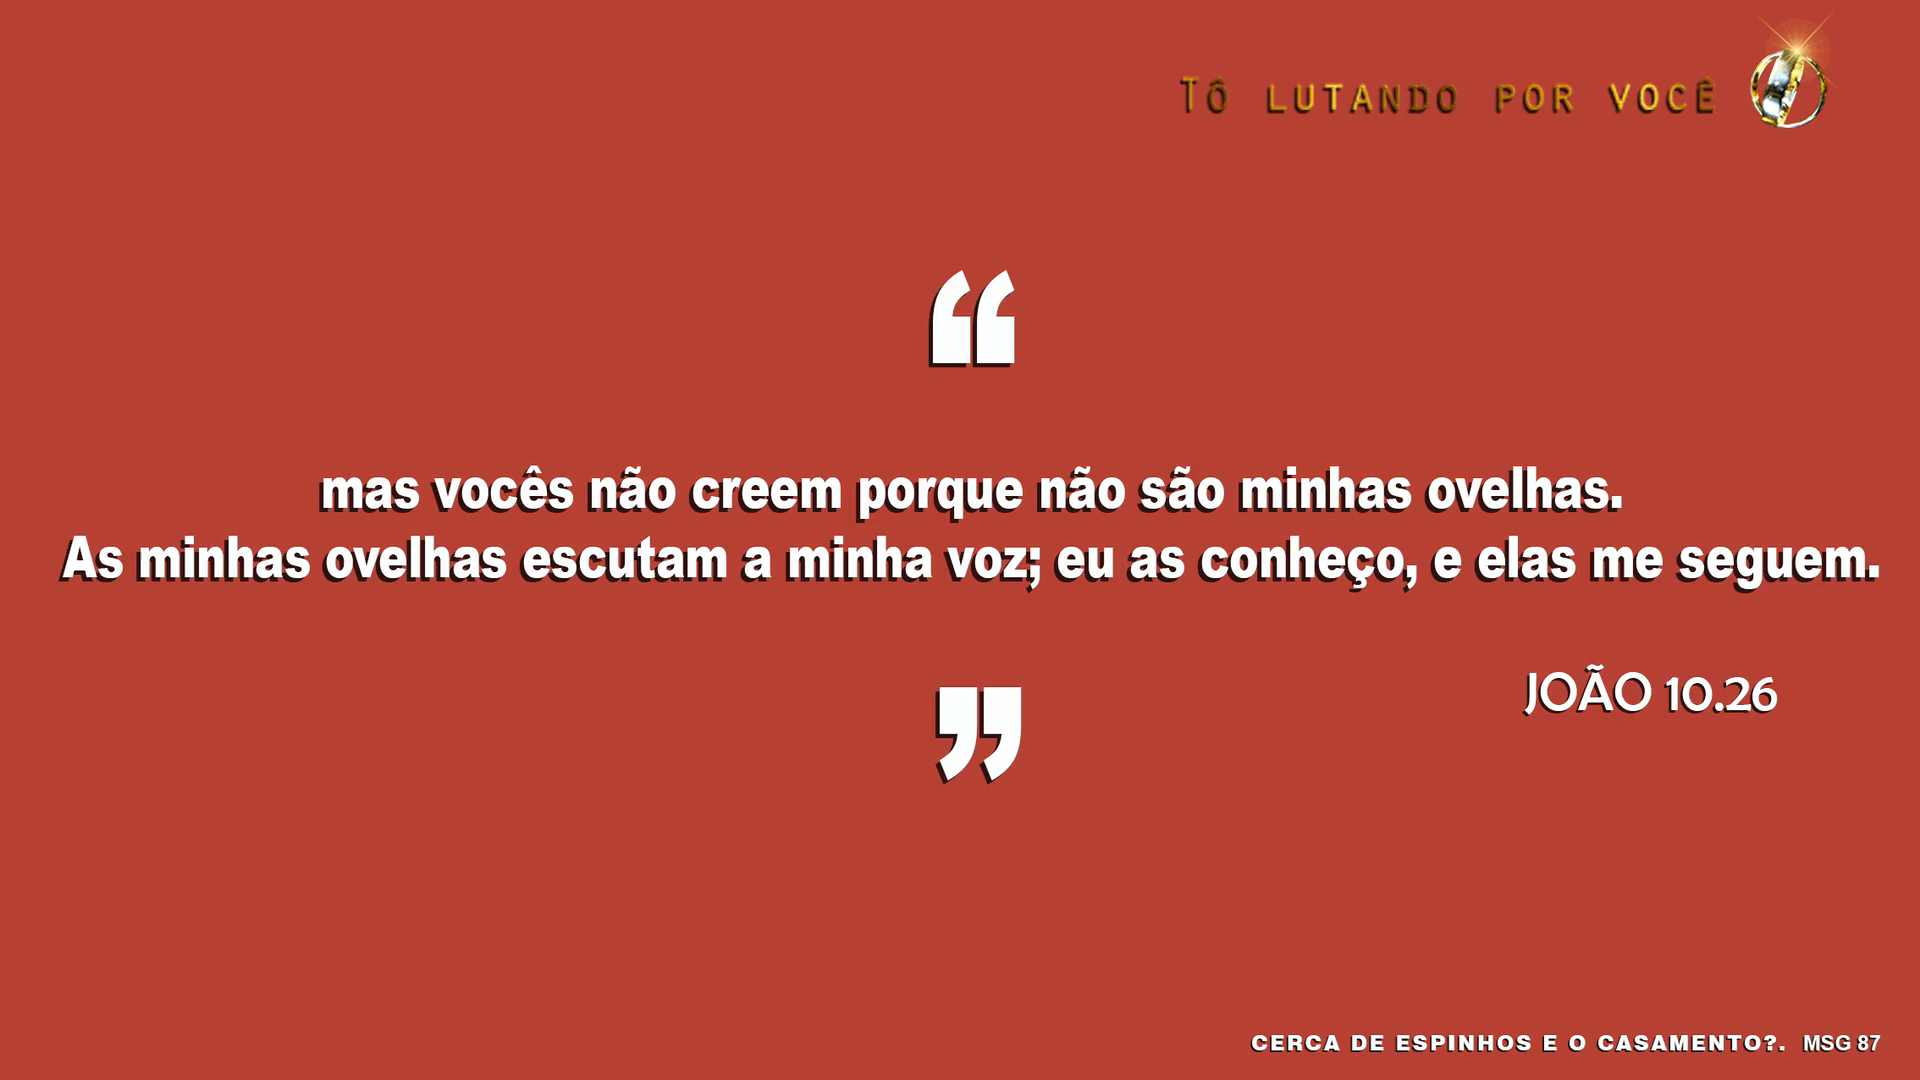 Tô LUTANDO POR VOCÊ
“
mas vocês não creem porque não são minhas ovelhas.
As minhas ovelhas escutam a minha voz; eu as conheço, e elas me seguem.
JOÃO 10.26
”
CERCA DE ESPINHOS E O CASAMENTO?. MSG 87